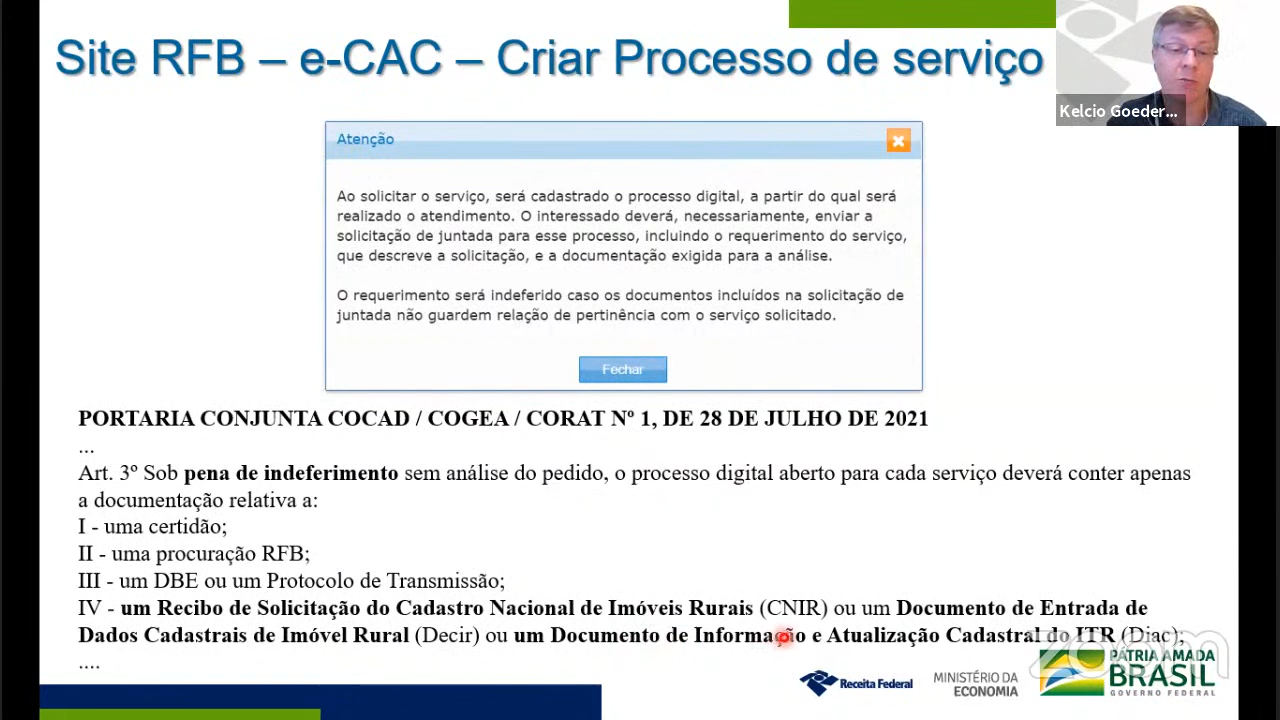 Site RFB – e-CAC – Criar Processo de serviço
Kelcio Goeder...
Atenção
Ao solicitar o serviço, será cadastrado o processo digital, a partir do qual será
realizado o atendimento. O interessado deverá, necessariamente, enviar a
solicitação de juntada para esse processo, incluindo o requerimento do serviço,
que descreve a solicitação, e a documentação exigida para a análise.
O requerimento será indeferido caso os documentos incluídos na solicitação de
juntada não guardem relação de pertinência com o serviço solicitado.
Fechar
PORTARIA CONJUNTA COCAD / COGEA / CORAT Nº 1, DE 28 DE JULHO DE 2021
...
Art. 3º Sob pena de indeferimento sem análise do pedido, o processo digital aberto para cada serviço deverá conter apenas
a documentação relativa a:
I - uma certidão;
II - uma procuração RFB;
III - um DBE ou um Protocolo de Transmissão;
IV - um Recibo de Solicitação do Cadastro Nacional de Imóveis Rurais (CNIR) ou um Documento de Entrada de
Dados Cadastrais de Imóvel Rural (Decir) ou um Documento de Informação e Atualização Cadastral do ITR (Diac);
....
zoom
Receita Federal
MINISTÉRIO DA
ECONOMIA
PÁTRIA AMADA
BRASIL
GOVERNO FEDERAL